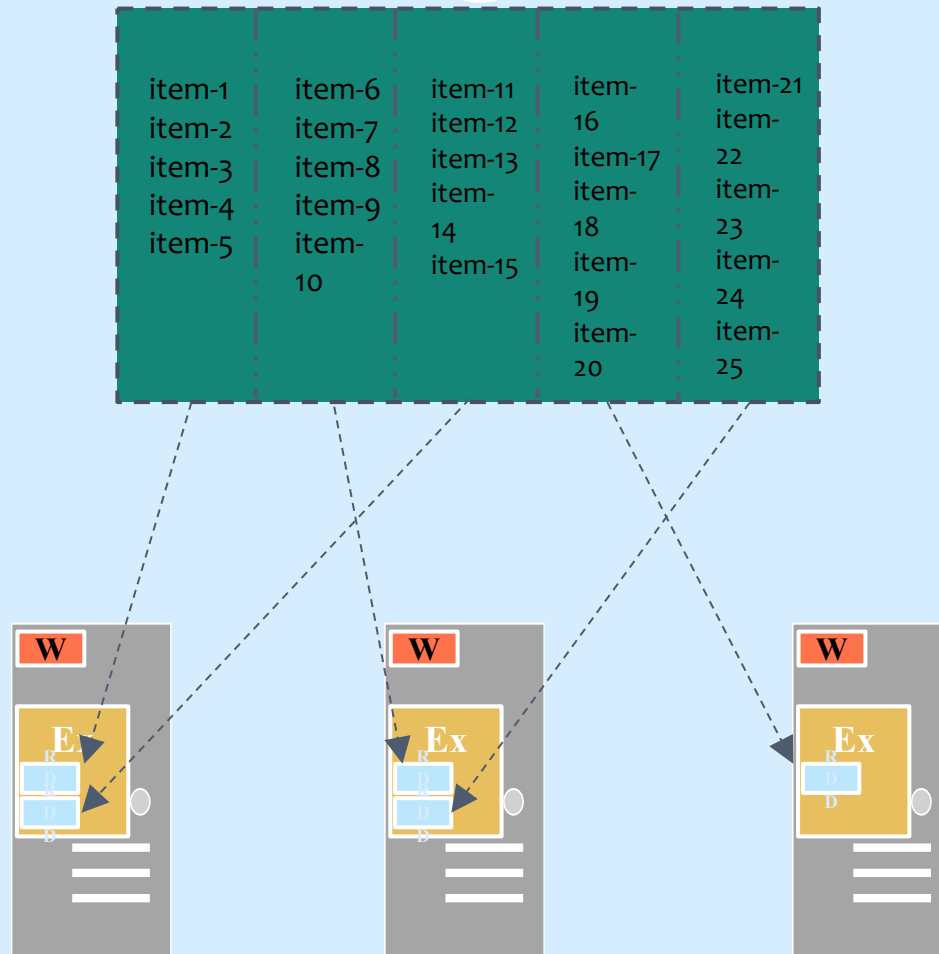 item-1
item-2
item-3
item-4
item-5
item-6
item-7
item-8
item-9
item-
10
item-11
item-12
item-13
item-
14
item-15
item-
16
item-17
item-
18
item-
19
item-
20
item-21
item-
22
item-
23
item-
24
item-
25
W
Ex
R
D
D
R
D
D
W
Ex
R
D
D
R
D
D
W
Ex
R
D
D